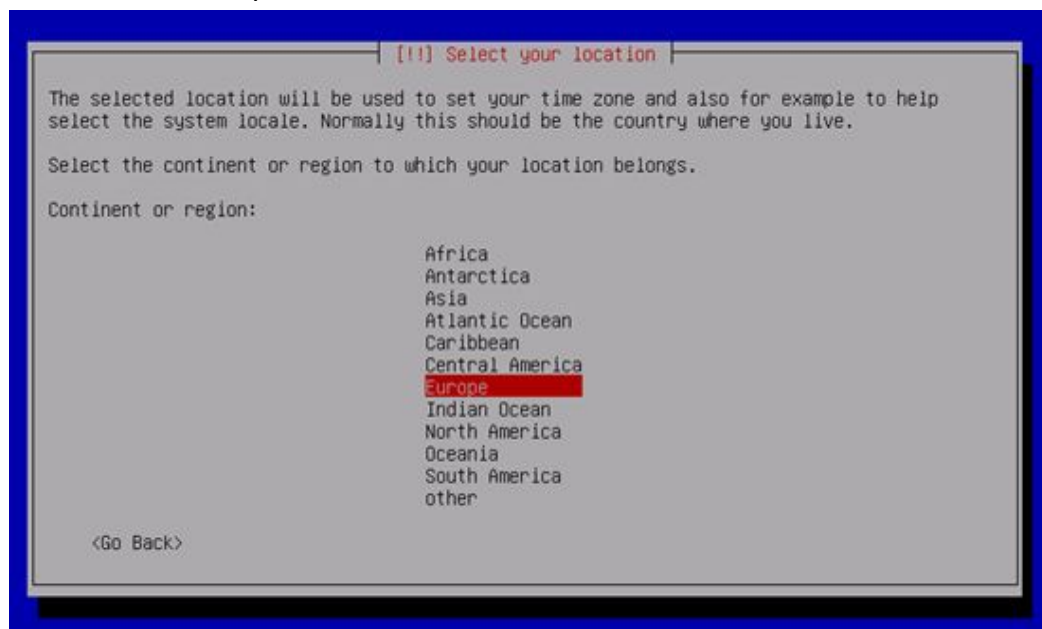 [!!] Select your location
The selected location will be used to set your time zone and also for example to help
select the system locale. Normally this should be the country where you live.
Select the continent or region to which your location belongs.
Continent or region:
Africa
Antarctica
Asia
Atlantic Ocean
Caribbean
Central America
Europe
Indian Ocean
North America
Oceania
South America
other
<Go Back>